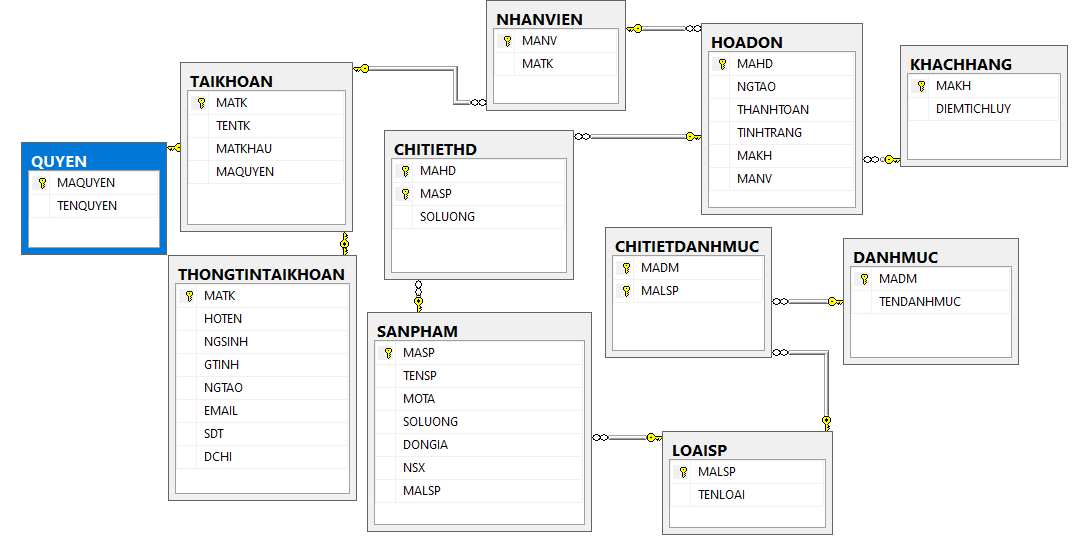 NHANVIEN
MANV
MATK
HOADON
MAHD
NGTAO
THANHTOAN
TINHTRANG
MAKH
MANV
KHACHHANG
MAKH
DIEMTICHLUY
TAIKHOAN
MATK
TENTK
MATKHAU
MAQUYEN
QUYEN
MAQUYEN
TENQUYEN
CHITIETHD
MAHD
MASP
SOLUONG
CHITIETDANHMUC
MADM
MALSP
DANHMUC
MADM
TENDANHMUC
THONGTINTAIKHOAN
MATK
HOTEN
NGSINH
GTINH
NGTAO
EMAIL
SDT
DCHI
SANPHAM
MASP
TENSP
MOTA
SOLUONG
DONGIA
NSX
MALSP
LOAISP
MALSP
TENLOAI